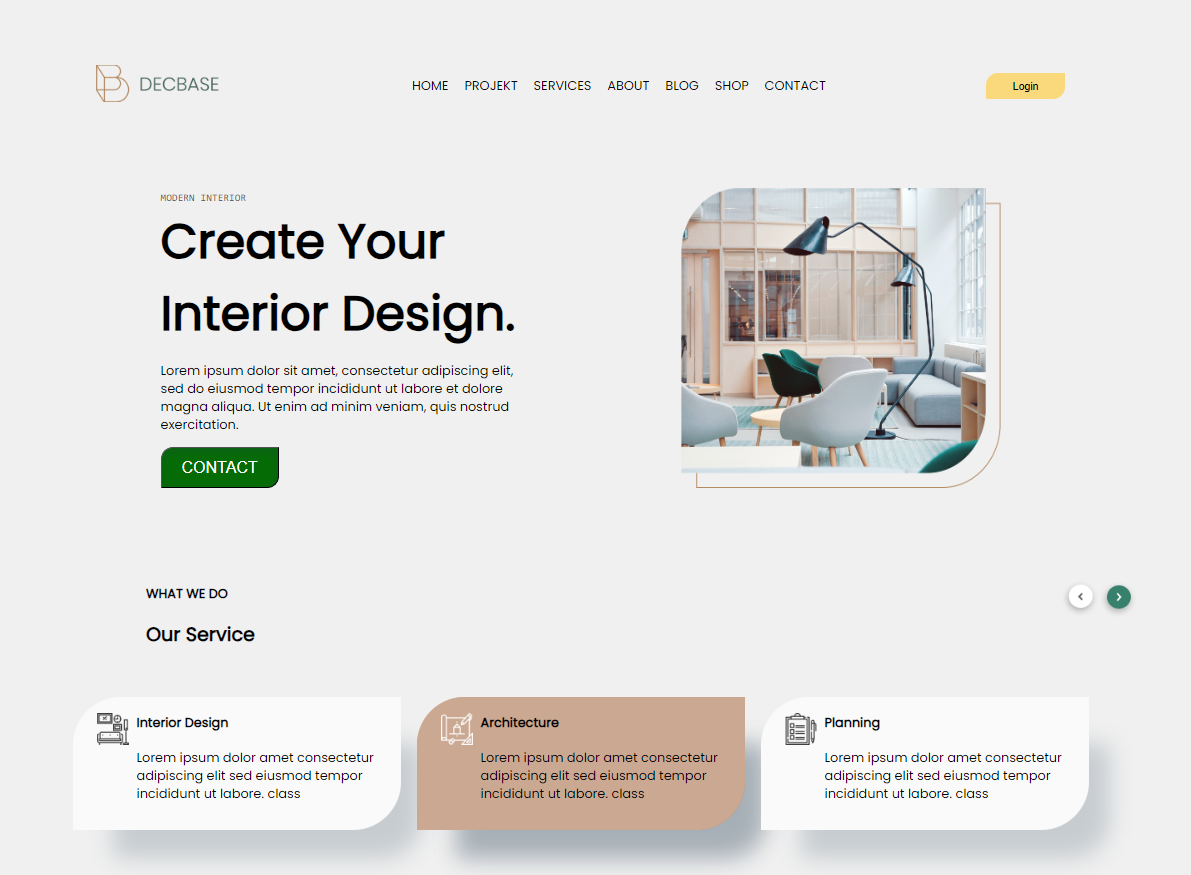 DECBASE
HOME PROJEKT SERVICES ABOUT BLOG SHOP CONTACT
Login
MODERN INTERIOR
Create Your
Interior Design.
Lorem ipsum dolor sit amet, consectetur adipiscing elit,
sed do eiusmod tempor incididunt ut labore et dolore
magna aliqua. Ut enim ad minim veniam, quis nostrud
exercitation.
CONTACT
WHAT WE DO
Our Service
Interior Design
Lorem ipsum dolor amet consectetur
adipiscing elit sed eiusmod tempor
incididunt ut labore. class
Architecture
Lorem ipsum dolor amet consectetur
adipiscing elit sed eiusmod tempor
incididunt ut labore. class
Planning
Lorem ipsum dolor amet consectetur
adipiscing elit sed eiusmod tempor
incididunt ut labore. class